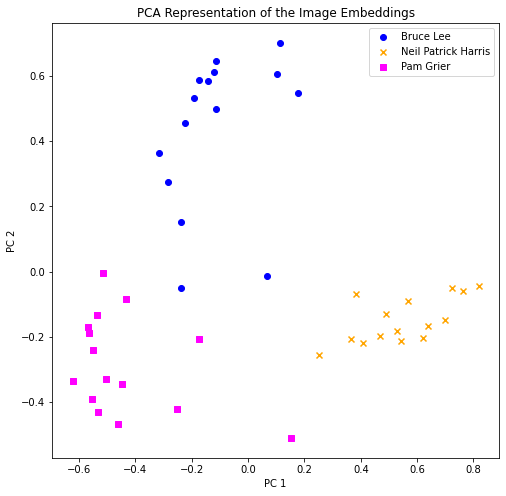 PCA Representation of the Image Embeddings
Bruce Lee
Neil Patrick Harris
Pam Grier
PC 2
0.6
0.4
0.2
0.0
−0.2
−0.4
−0.6
−0.4
−0.2
0.0
0.2
0.4
0.6
0.8
PC 1